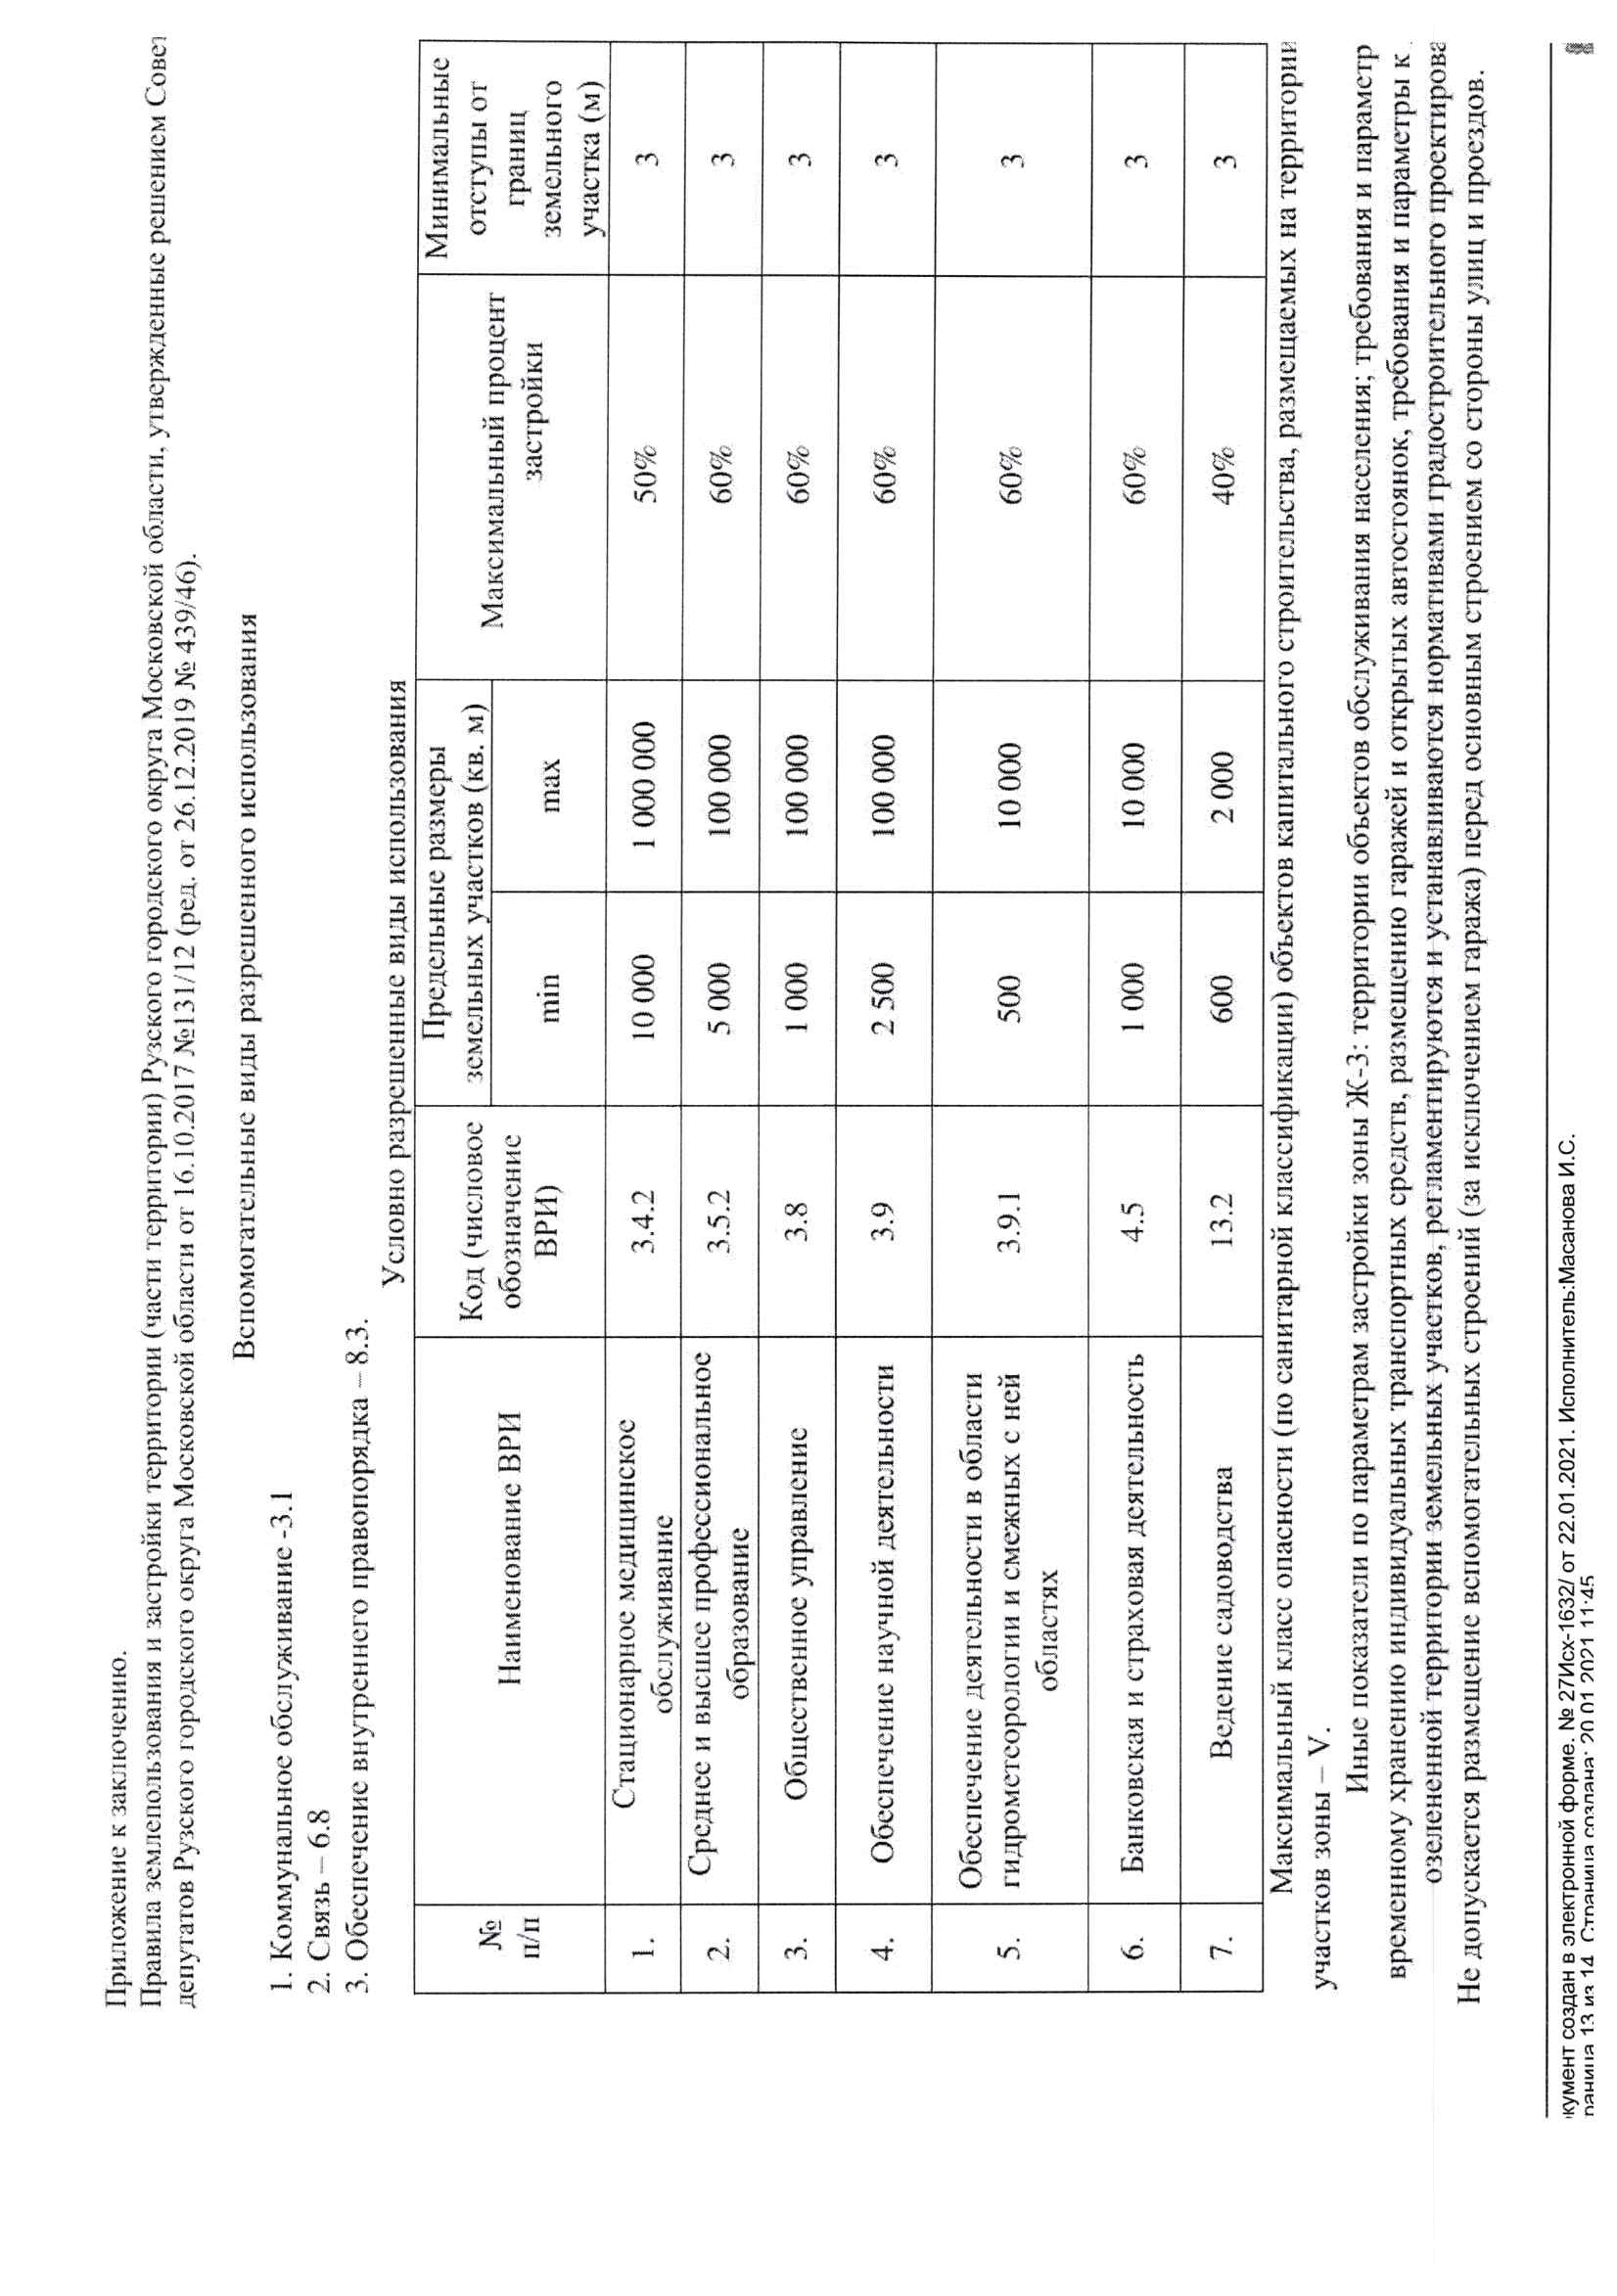 Приложение к заключению.
Правила землепользования и застройки территории (части территории) Рузского городского округа Московской области, утвержденные решением
депутатов Рузского городского округа Московской области от 16.10.2017 №131/12 (ред. от 26.12.2019 № 439/46).
Вспомогательные виды разрешенного использования
1. Коммунальное обслуживание -3.1
2. Связь – 6.8
3. Обеспечение внутреннего правопорядка – 8.3.
Условно разрешенные виды использования
№ п/п
Наименование ВРИ
Код (числовое обозначение ВРИ)
Предельные размеры земельных участков (кв. м)
min
max
Максимальный процент застройки
Минимальные отступы от границ земельного участка (м)
1. Стационарное медицинское обслуживание 3.4.2 10 000 1 000 000 50% 3
2. Среднее и высшее профессиональное образование 3.5.2 5 000 100 000 60% 3
3. Общественное управление 3.8 1 000 100 000 60% 3
4. Обеспечение научной деятельности 3.9 2 500 100 000 60% 3
5. Обеспечение деятельности в области гидрометеорологии и смежных с ней областях 3.9.1 500 10 000 60% 3
6. Банковская и страховая деятельность 4.5 1 000 10 000 60% 3
7. Ведение садоводства 13.2 600 2 000 40% 3
Максимальный класс опасности (по санитарной классификации) объектов капитального строительства, размещаемых на территории
участков зоны – V.
Иные показатели по параметрам застройки зоны Ж-3: территории объектов обслуживания населения; требования и параметр
временному хранению индивидуальных транспортных средств, размещению гаражей и открытых автостоянок, требования и параметры к
озелененной территории земельных участков, регламентируются и устанавливаются нормативами градостроительного проектирова
Не допускается размещение вспомогательных строений (за исключением гаража) перед основным строением со стороны улиц и проездов.
кумент создан в электронной форме. № 27Исх-1632/ от 22.01.2021. Исполнитель:Масанова И.С.
раница 13 из 14. Страница создана: 20.01.2021 11:45